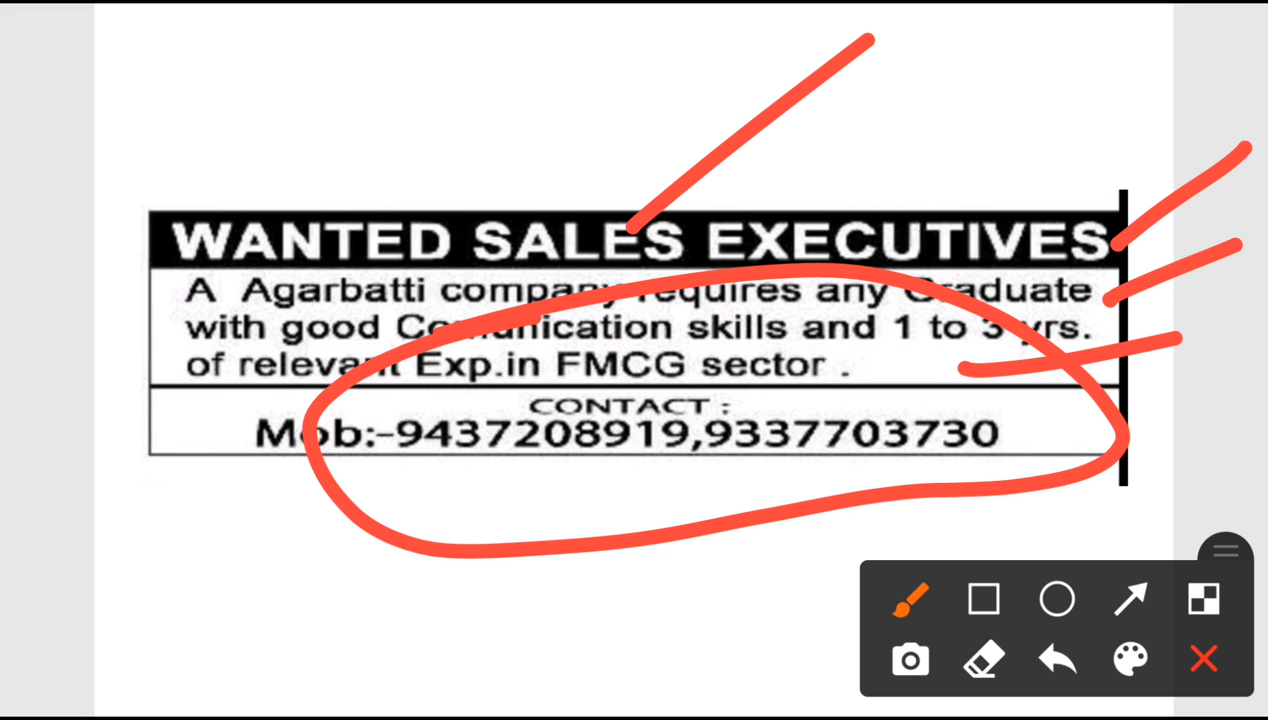 WANTED SALES EXECUTIVES
A Agarbatti company requires any Graduate
with good Comunication skills and 1 to 3 yrs.
of relevant Exp.in FMCG sector .
CONTACT :
Mob:-9437208919,9337703730